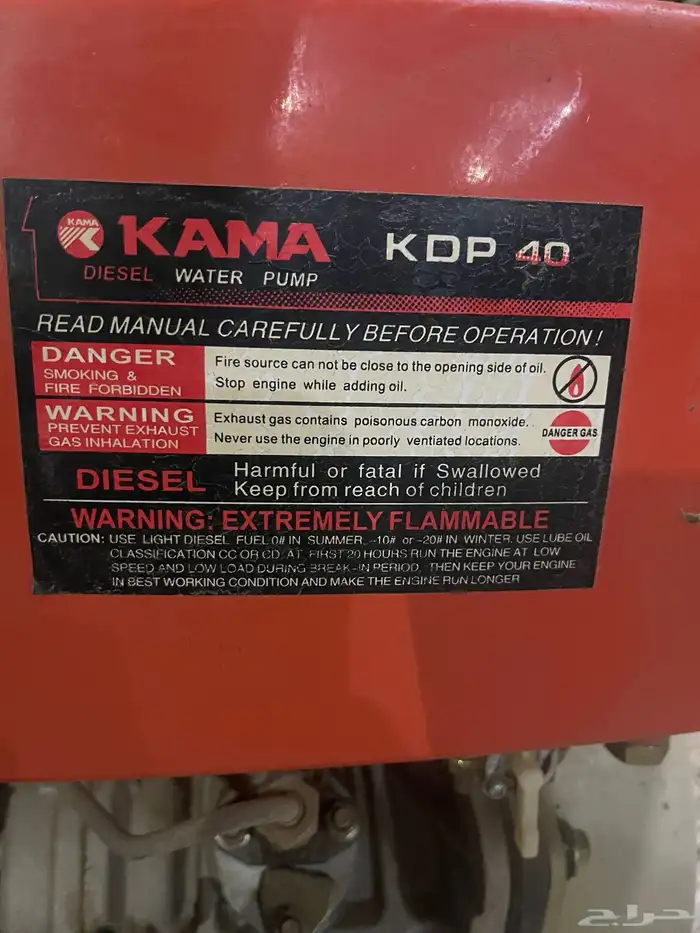 KAMA
KAMA KDP 40
DIESEL WATER PUMP
READ MANUAL CAREFULLY BEFORE OPERATION!
DANGER
SMOKING &
FIRE FORBIDDEN
Fire source can not be close to the opening side of oil.
Stop engine while adding oil.
WARNING
PREVENT EXHAUST
GAS INHALATION
Exhaust gas contains poisonous carbon monoxide.
Never use the engine in poorly ventiated locations.
DANGER GAS
DIESEL
Harmful or fatal if Swallowed
Keep from reach of children
WARNING: EXTREMELY FLAMMABLE
CAUTION: USE LIGHT DIESEL FUEL 0# IN SUMMER, -10# or -20# IN WINTER. USE LUBE OIL
CLASSIFICATION CC OR CD. AT FIRST 20 HOURS RUN THE ENGINE AT LOW
SPEED AND LOW LOAD DURING BREAK-IN PERIOD. THEN KEEP YOUR ENGINE
IN BEST WORKING CONDITION AND MAKE THE ENGINE RUN LONGER
حراج